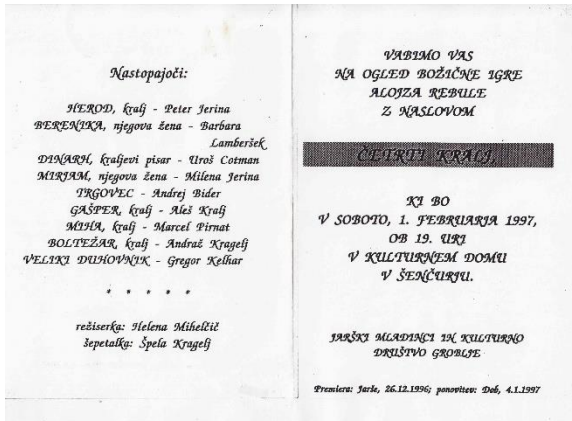 Nastopajoči:
HEROD, kralj - Peter Jerina
BERENIKA, njegova žena - Barbara
Lamberšek
DINARH, kraljevi pisar - Uroš Cotman
MIRJAM, njegova žena - Milena Jerina
TRGOVEC - Andrej Bider
GAŠPER, kralj - Aleš Kralj
MIHA, kralj - Marcel Pirnat
BOLTEŽAR, kralj - Andraž Kragelj
VELIKI DUHOVNIK - Gregor Kelhar
* * * * *
režiserka: Helena Mihelčič
šepetalka: Špela Kragelj
VABIMO VAS
NA OGLED BOŽIČNE IGRE
ALOJZA REBULE
Z NASLOVOM
ČETRTI KRALJ,
KI BO
V SOBOTO, 1. FEBRUARJA 1997,
OB 19. URI
V KULTURNEM DOMU
V ŠENČURJU.
JARŠKI MLADINCI IN KULTURNO
DRUŠTVO GROBLJE
Premiera: Jarše, 26.12.1996; ponovitev: Dob, 4.1.1997